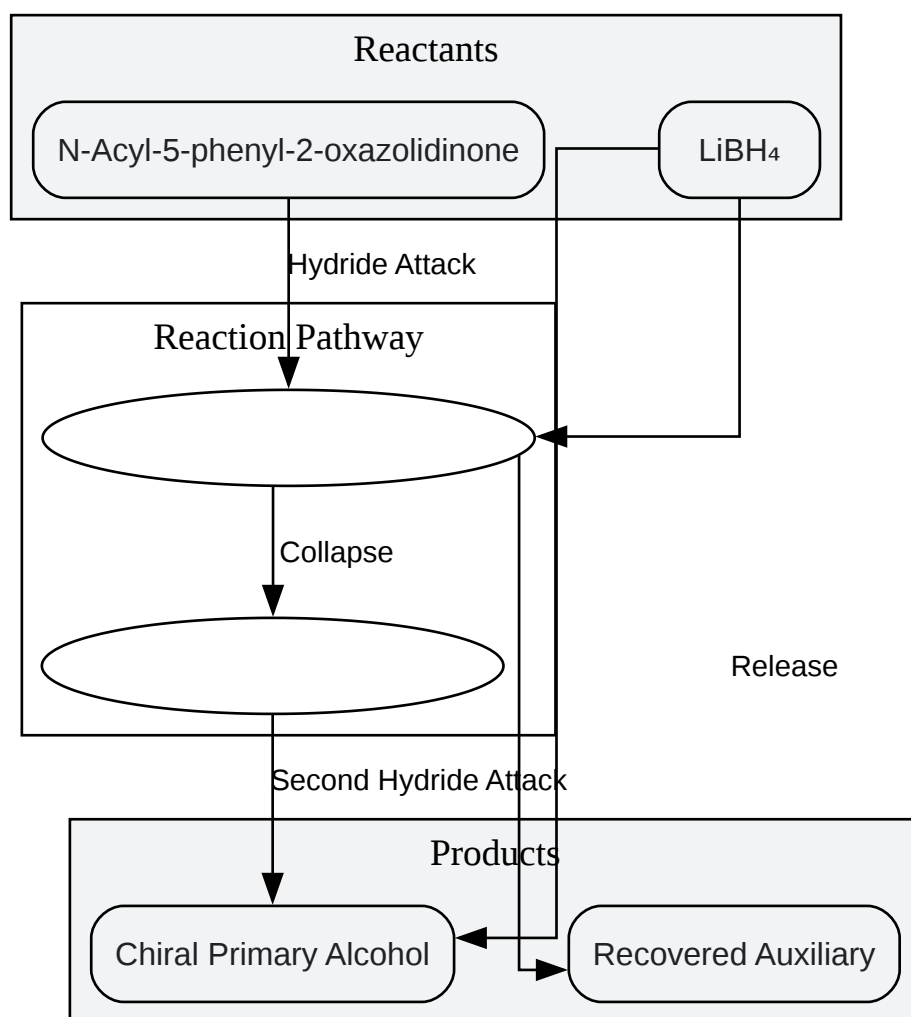 Reactants
N-Acyl-5-phenyl-2-oxazolidinone
LiBH₄
Hydride Attack
Reaction Pathway
Collapse
Release
Second Hydride Attack
Products
Chiral Primary Alcohol
Recovered Auxiliary